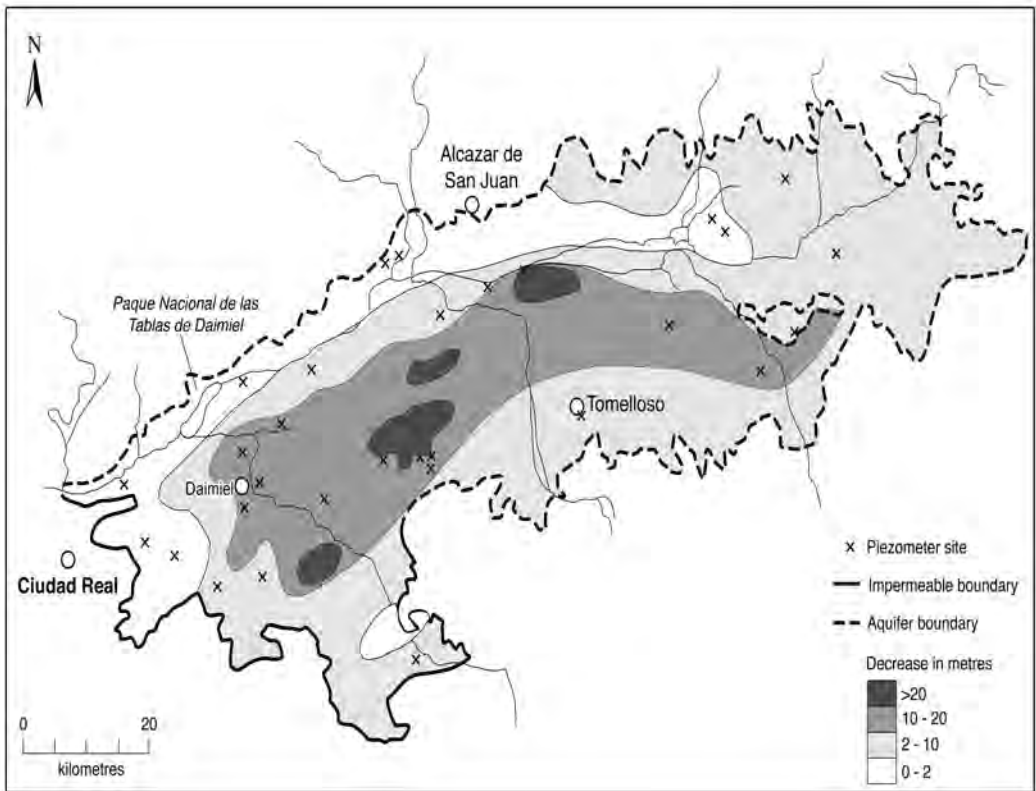 N
Alcazar de
San Juan
Paque Nacional de las
Tablas de Daimiel
Tomelloso
Daimiel
Ciudad Real
x Piezometer site
Impermeable boundary
Aquifer boundary
Decrease in metres
>20
10 - 20
2 - 10
0 - 2
0 20
kilometres